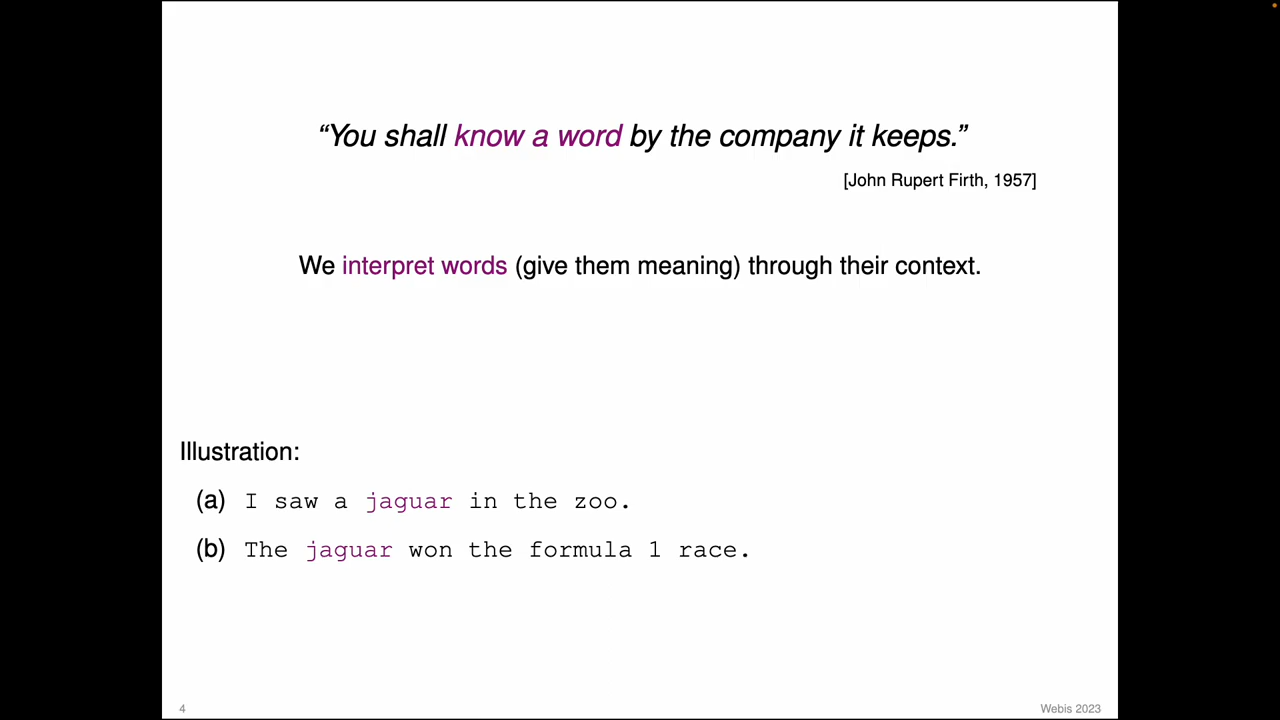 “You shall know a word by the company it keeps.”
[John Rupert Firth, 1957]
We interpret words (give them meaning) through their context.
Illustration:
(a) I saw a jaguar in the zoo.
(b) The jaguar won the formula 1 race.
4
Webis 2023